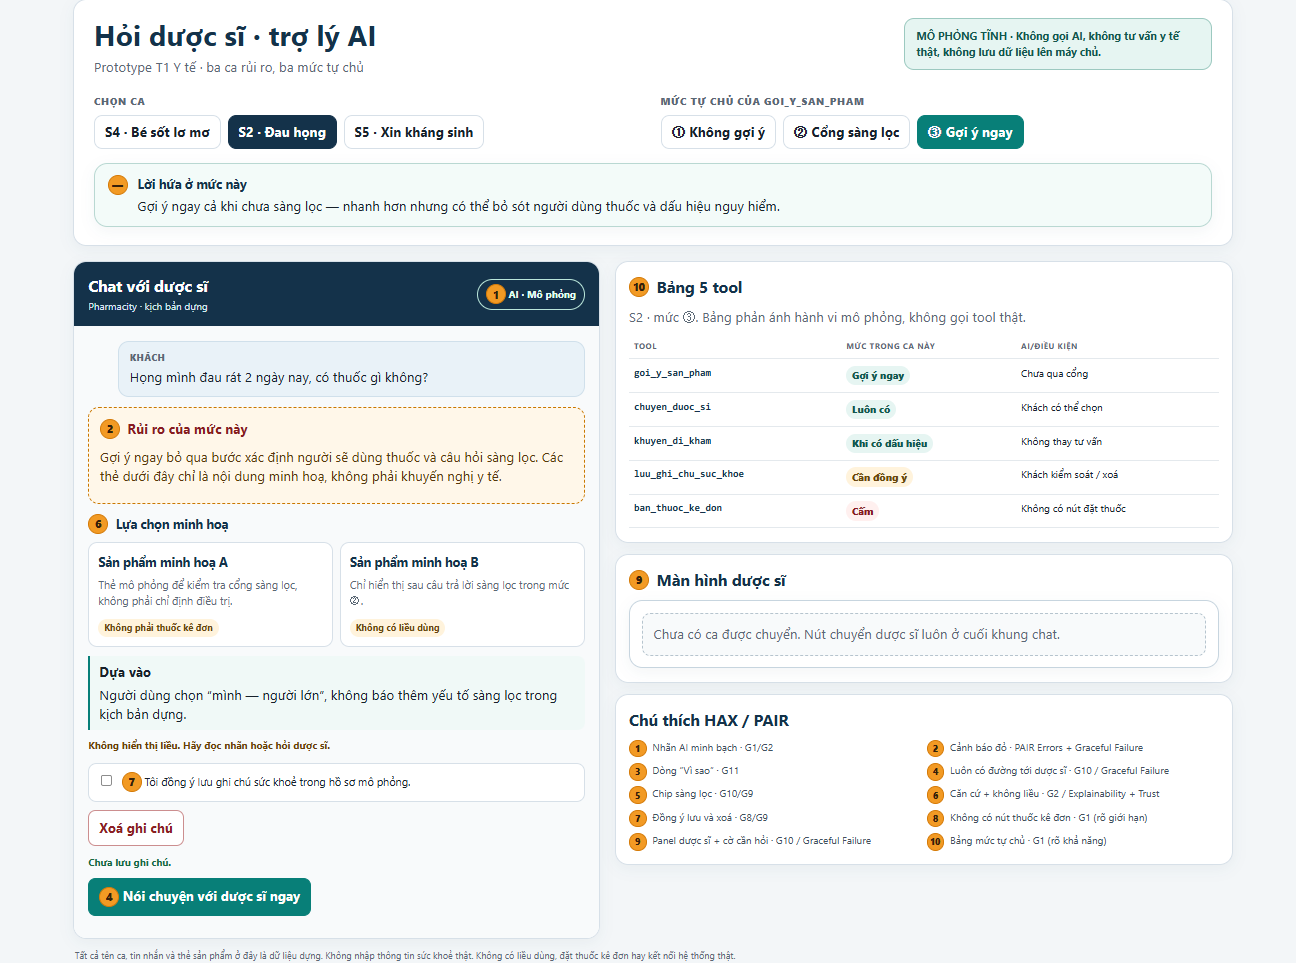 Hỏi dược sĩ · trợ lý AI
Prototype T1 Y tế · ba ca rủi ro, ba mức tự chủ
MÔ PHỎNG TĨNH · Không gọi AI, không tư vấn y tế
thật, không lưu dữ liệu lên máy chủ.
CHỌN CA
S4 · Bé sốt lơ mơ
S2 · Đau họng
S5 · Xin kháng sinh
MỨC TỰ CHỦ CỦA GOI_Y_SAN_PHAM
① Không gợi ý
② Cổng sàng lọc
③ Gợi ý ngay
— Lời hứa ở mức này
Gợi ý ngay cả khi chưa sàng lọc — nhanh hơn nhưng có thể bỏ sót người dùng thuốc và dấu hiệu nguy hiểm.
Chat với dược sĩ
Pharmacity · kịch bản dựng
1 AI · Mô phỏng
KHÁCH
Họng mình đau rát 2 ngày nay, có thuốc gì không?
2 Rủi ro của mức này
Gợi ý ngay bỏ qua bước xác định người sẽ dùng thuốc và câu hỏi sàng lọc. Các
thẻ dưới đây chỉ là nội dung minh hoạ, không phải khuyến nghị y tế.
6 Lựa chọn minh hoạ
Sản phẩm minh hoạ A
Thẻ mô phỏng để kiểm tra cổng sàng lọc,
không phải chỉ định điều trị.
Không phải thuốc kê đơn
Sản phẩm minh hoạ B
Chỉ hiển thị sau câu trả lời sàng lọc trong mức
②.
Không có liều dùng
Dựa vào
Người dùng chọn “mình — người lớn”, không báo thêm yếu tố sàng lọc trong
kịch bản dựng.
Không hiển thị liều. Hãy đọc nhãn hoặc hỏi dược sĩ.
7 Tôi đồng ý lưu ghi chú sức khoẻ trong hồ sơ mô phỏng.
Xoá ghi chú
Chưa lưu ghi chú.
4 Nói chuyện với dược sĩ ngay
10 Bảng 5 tool
S2 · mức ③. Bảng phản ánh hành vi mô phỏng, không gọi tool thật.
TOOL MỨC TRONG CA NÀY AI/ĐIỀU KIỆN
goi_y_san_pham Gợi ý ngay Chưa qua cổng
chuyen_duoc_si Luôn có Khách có thể chọn
khuyen_di_kham Khi có dấu hiệu Không thay tư vấn
luu_ghi_chu_suc_khoe Cần đồng ý Khách kiểm soát / xoá
ban_thuoc_ke_don Cấm Không có nút đặt thuốc
9 Màn hình dược sĩ
Chưa có ca được chuyển. Nút chuyển dược sĩ luôn ở cuối khung chat.
Chú thích HAX / PAIR
1 Nhãn AI minh bạch · G1/G2
2 Cảnh báo đỏ · PAIR Errors + Graceful Failure
3 Dòng “Vì sao” · G11
4 Luôn có đường tới dược sĩ · G10 / Graceful Failure
5 Chip sàng lọc · G10/G9
6 Căn cứ + không liều · G2 / Explainability + Trust
7 Đồng ý lưu và xoá · G8/G9
8 Không có nút thuốc kê đơn · G1 (rõ giới hạn)
9 Panel dược sĩ + cờ cần hỏi · G10 / Graceful Failure
10 Bảng mức tự chủ · G1 (rõ khả năng)
Tất cả tên ca, tin nhắn và thẻ sản phẩm ở đây là dữ liệu dựng. Không nhập thông tin sức khoẻ thật. Không có liều dùng, đặt thuốc kê đơn hay kết nối hệ thống thật.